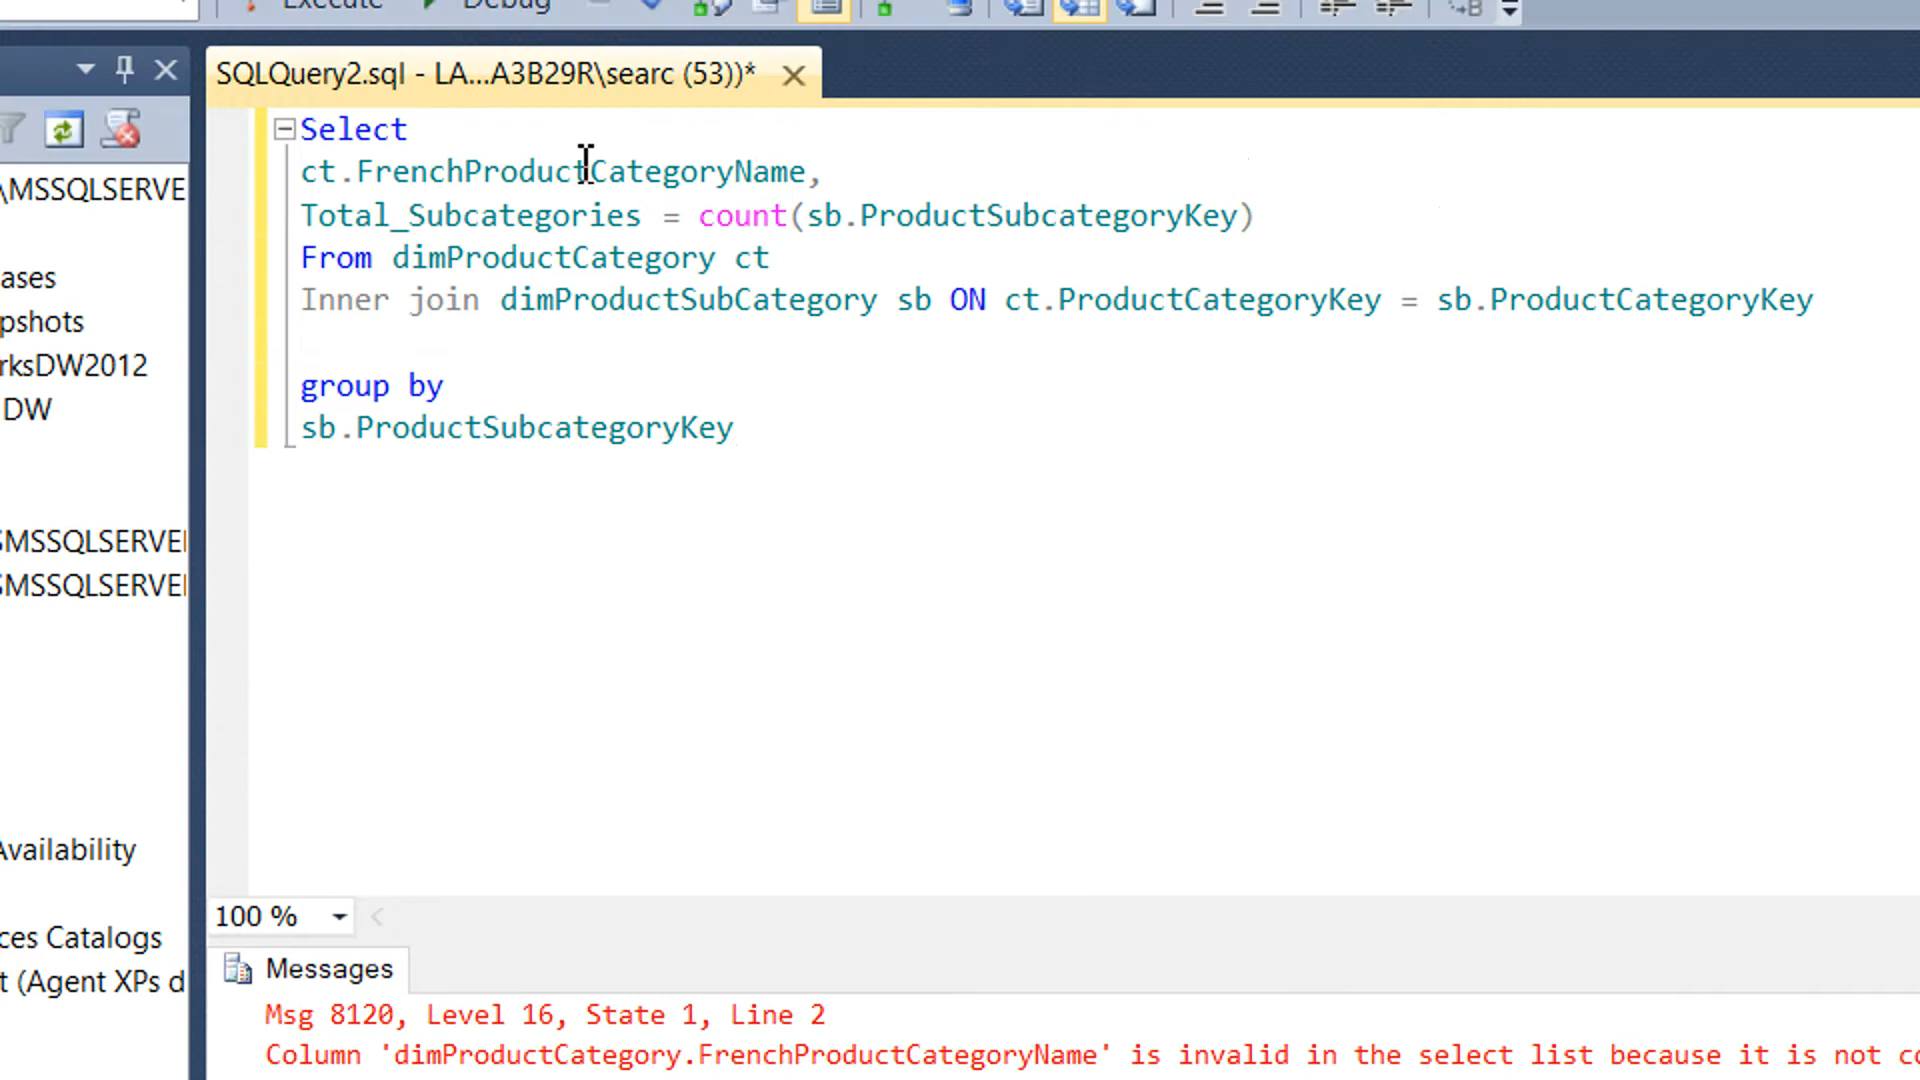 Execute Debug
SQLQuery2.sql - LA...A3B29R\searc (53))*
\MSSQLSERVE
ases
pshots
rksDW2012
DW
MSSQLSERVE
MSSQLSERVE
Availability
ces Catalogs
t (Agent XPs d
Select
ct.FrenchProductCategoryName,
Total_Subcategories = count(sb.ProductSubcategoryKey)
From dimProductCategory ct
Inner join dimProductSubCategory sb ON ct.ProductCategoryKey = sb.ProductCategoryKey
group by
sb.ProductSubcategoryKey
100 %
Messages
Msg 8120, Level 16, State 1, Line 2
Column 'dimProductCategory.FrenchProductCategoryName' is invalid in the select list because it is not co